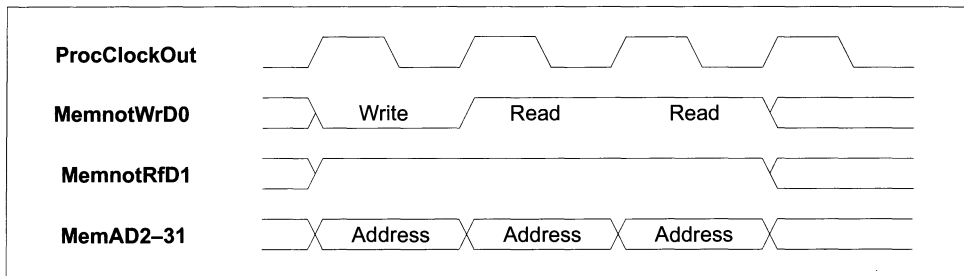 ProcClockOut
MemnotWrD0 Write Read Read
MemnotRfD1
MemAD2–31 Address Address Address